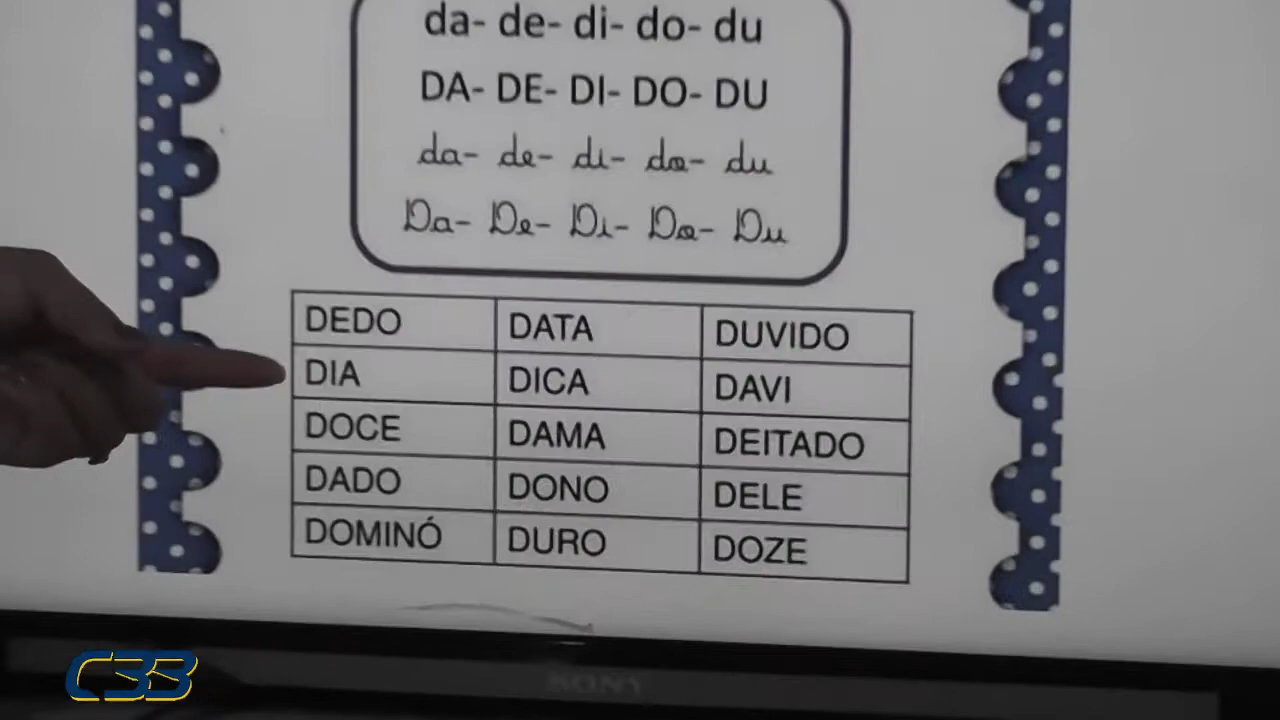 da- de- di- do- du
DA- DE- DI- DO- DU
da- de- di- do- du
Da- De- Di- Do- Du
DEDO DATA DUVIDO
DIA DICA DAVI
DOCE DAMA DEITADO
DADO DONO DELE
DOMINÓ DURO DOZE
SONY
C33